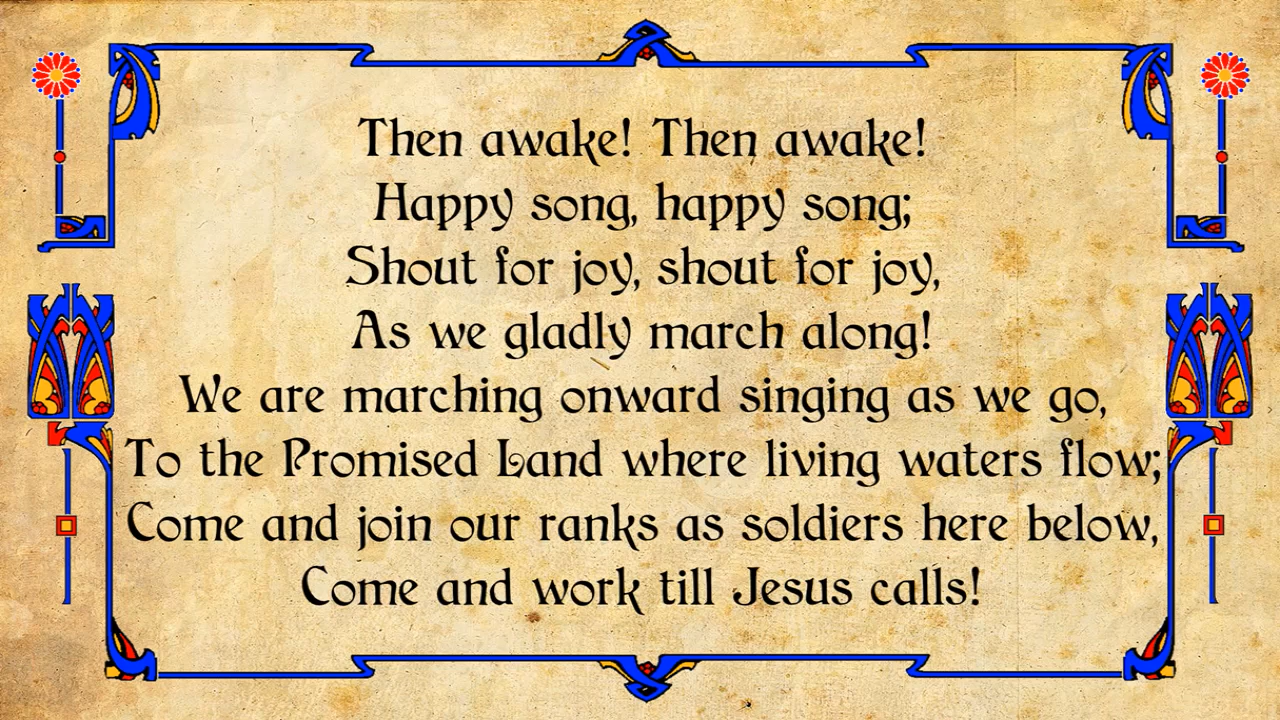 Then awake! Then awake!
Happy song, happy song;
Shout for joy, shout for joy,
As we gladly march along!
We are marching onward singing as we go,
To the Promised Land where living waters flow;
Come and join our ranks as soldiers here below,
Come and work till Jesus calls!